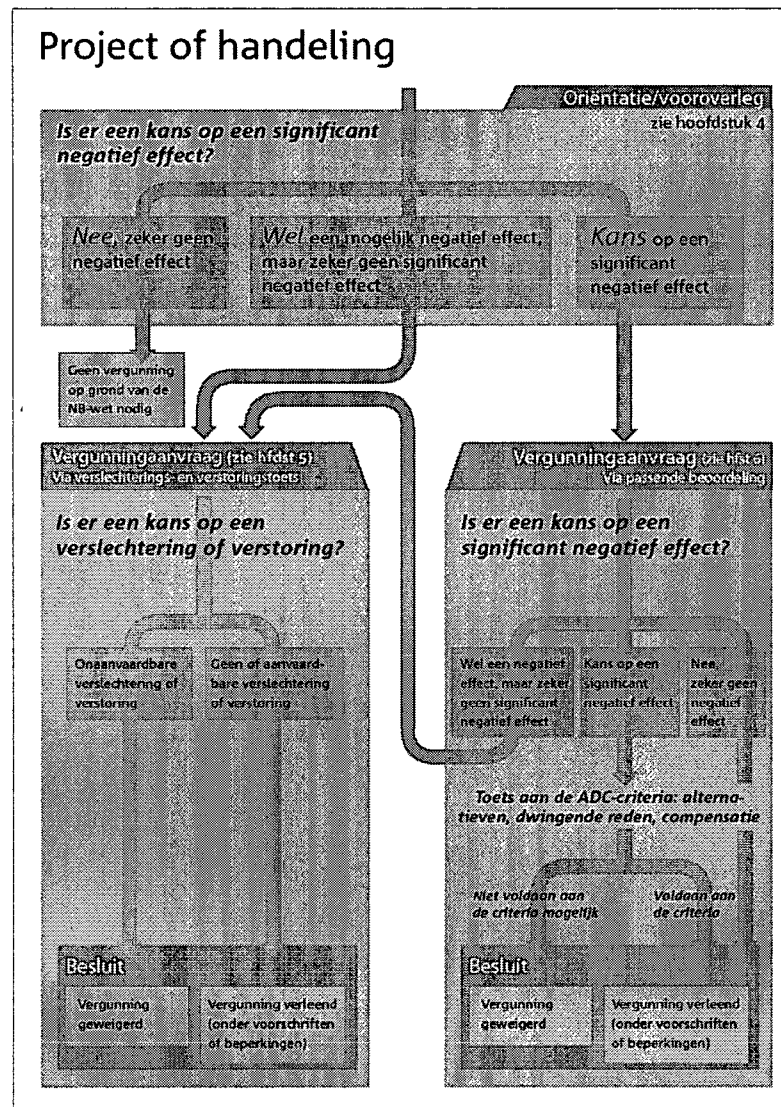 Project of handeling
Oriëntatie/vooroverleg
zie hoofdstuk 4
Is er een kans op een significant
negatief effect?
Nee, zeker geen
negatief effect
Wel een mogelijk negatief effect,
maar zeker geen significant
negatief effect
Kans op een
significant
negatief effect
Geen vergunning
op grond van de
NB-wet nodig
Vergunningaanvraag (zie hfdst 5)
Via verslechterings- en verstoringstoets
Is er een kans op een
verslechtering of verstoring?
Onaanvaardbare
verslechtering of
verstoring
Geen of aanvaard-
bare verslechtering
of verstoring
Besluit
Vergunning
geweigerd
Vergunning verleend
(onder voorschriften
of beperkingen)
Vergunningaanvraag (zie hfst 6)
Via passende beoordeling
Is er een kans op een
significant negatief effect?
Wel een negatief
effect, maar zeker
geen significant
negatief effect
Kans op een
significant
negatief effect
Nee,
zeker geen
negatief
effect
Toets aan de ADC-criteria: alterna-
tieven, dwingende reden, compensatie
Niet voldaan aan
de criteria mogelijk
Voldaan aan
de criteria
Besluit
Vergunning
geweigerd
Vergunning verleend
(onder voorschriften
of beperkingen)